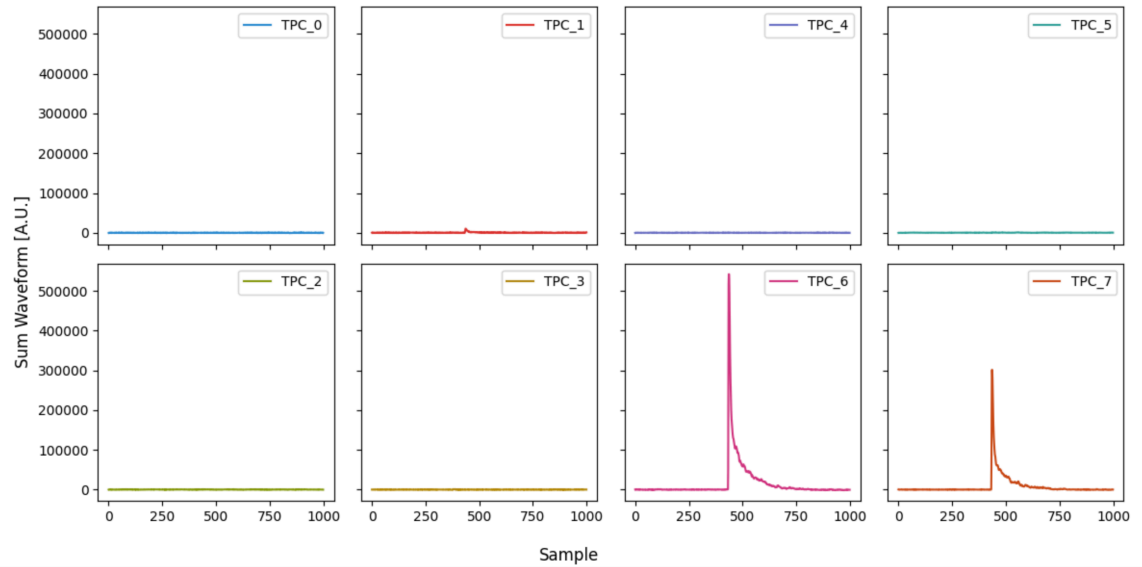 Sum Waveform [A.U.]
500000
400000
300000
200000
100000
0
TPC_0
TPC_1
TPC_4
TPC_5
500000
400000
300000
200000
100000
0
TPC_2
TPC_3
TPC_6
TPC_7
0 250 500 750 1000
0 250 500 750 1000
0 250 500 750 1000
0 250 500 750 1000
Sample